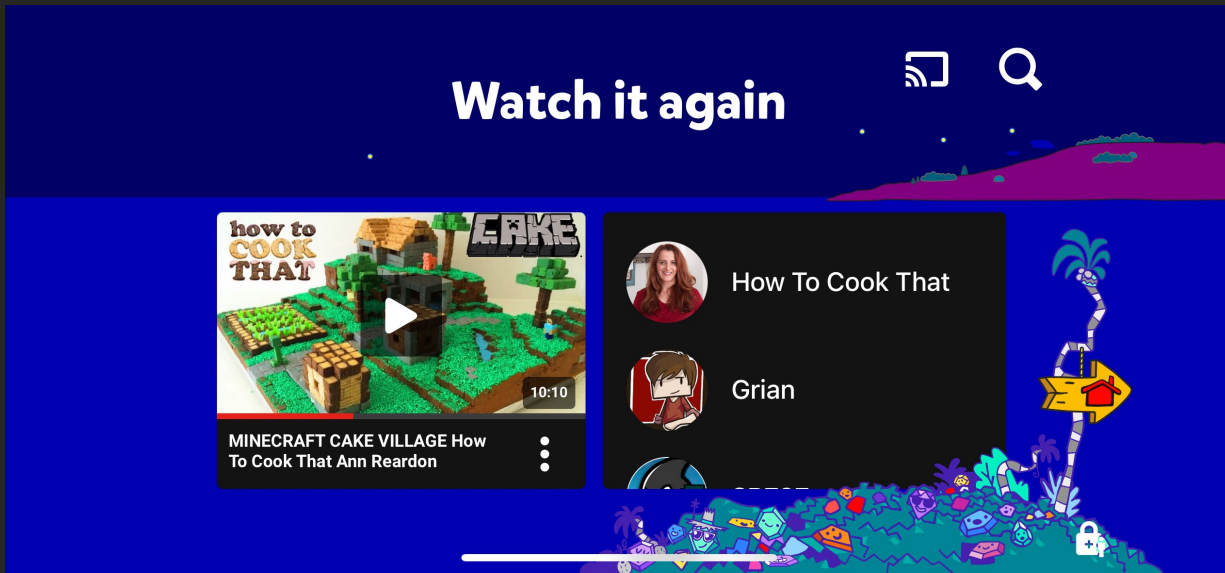 Watch it again
how to
COOK
THAT
CAKE
10:10
MINECRAFT CAKE VILLAGE How
To Cook That Ann Reardon
How To Cook That
Grian